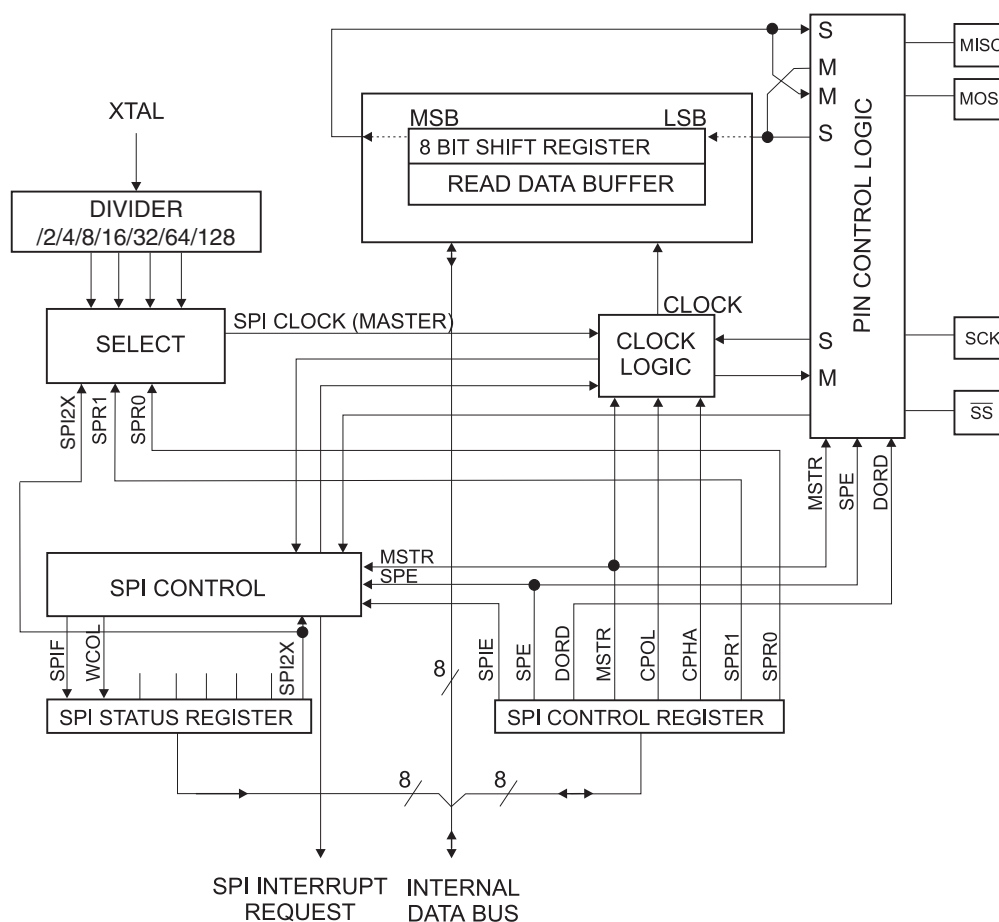 S
MISO
M
MOSI
M
S
MSB
LSB
8 BIT SHIFT REGISTER
READ DATA BUFFER
PIN CONTROL LOGIC
XTAL
DIVIDER
/2/4/8/16/32/64/128
SPI CLOCK (MASTER)
SELECT
CLOCK
CLOCK
LOGIC
S
M
SCK
SS
SPI2X
SPR1
SPR0
MSTR
SPE
DORD
MSTR
SPE
SPI CONTROL
SPIF
WCOL
SPI2X
SPIE
SPE
DORD
MSTR
CPOL
CPHA
SPR1
SPR0
8
SPI STATUS REGISTER
SPI CONTROL REGISTER
8
8
SPI INTERRUPT
REQUEST
INTERNAL
DATA BUS